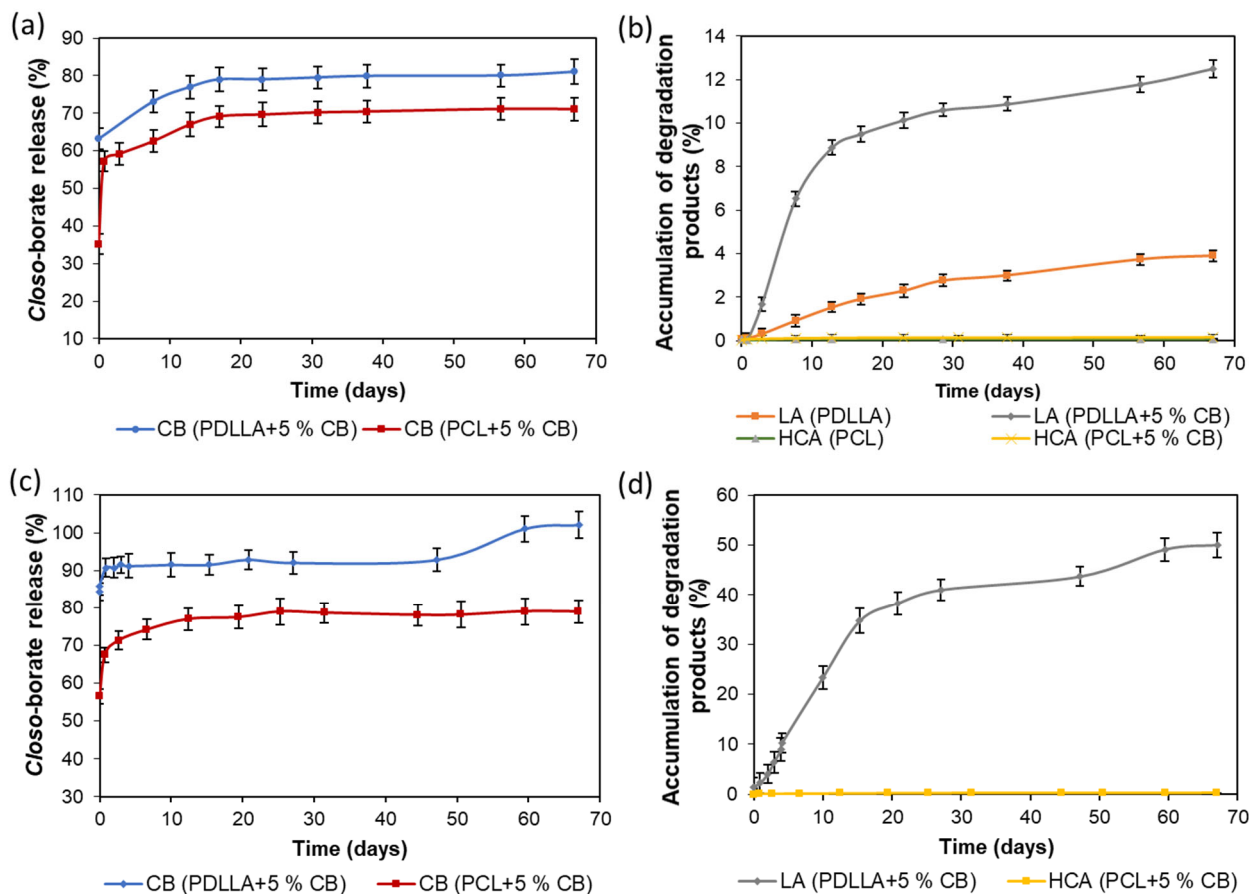 (a)
Closo-borate release (%)
90
80
70
60
50
40
30
20
10
0 10 20 30 40 50 60 70
Time (days)
CB (PDLLA+5 % CB) CB (PCL+5 % CB)
(b)
Accumulation of degradation
products (%)
14
12
10
8
6
4
2
0
0 10 20 30 40 50 60 70
Time (days)
LA (PDLLA) LA (PDLLA+5 % CB)
HCA (PCL) HCA (PCL+5 % CB)
(c)
Closo-borate release (%)
110
100
90
80
70
60
50
40
30
0 10 20 30 40 50 60 70
Time (days)
CB (PDLLA+5 % CB) CB (PCL+5 % CB)
(d)
Accumulation of degradation
products (%)
60
50
40
30
20
10
0
0 10 20 30 40 50 60 70
Time (days)
LA (PDLLA+5 % CB) HCA (PCL+5 % CB)